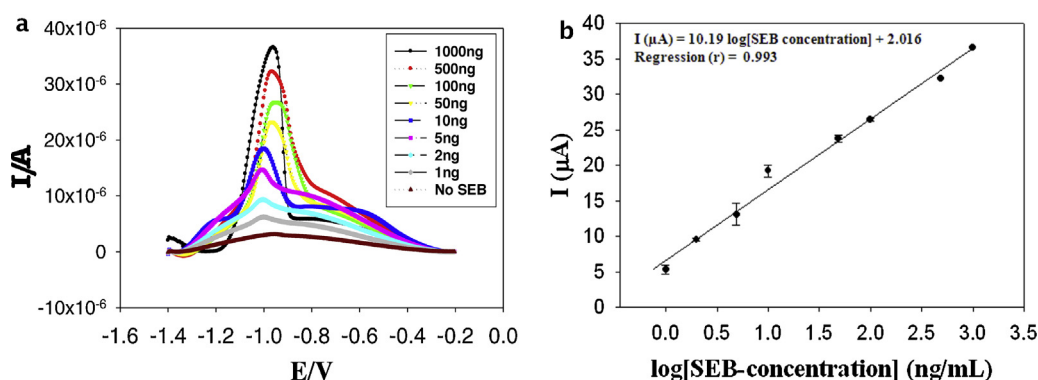 a
I/A
40x10-6
30x10-6
20x10-6
10x10-6
0
-10x10-6
-1.6 -1.4 -1.2 -1.0 -0.8 -0.6 -0.4 -0.2 0.0
E/V
1000ng
500ng
100ng
50ng
10ng
5ng
2ng
1ng
No SEB
b
I (µA)
40
35
30
25
20
15
10
5
0
I (µA) = 10.19 log[SEB concentration] + 2.016
Regression (r) = 0.993
0.0 0.5 1.0 1.5 2.0 2.5 3.0 3.5
log[SEB-concentration] (ng/mL)